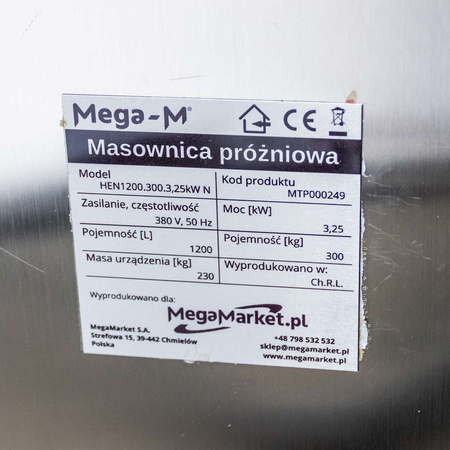 Mega-M®
CE
Masownica próżniowa
Model
HEN1200.300.3,25kW N
Kod produktu
MTP000249
Zasilanie, częstotliwość
380 V, 50 Hz
Moc [kW]
3,25
Pojemność [L]
1200
Pojemność [kg]
300
Masa urządzenia [kg]
230
Wyprodukowano w:
Ch.R.L.
Wyprodukowano dla:
MegaMarket.pl
MegaMarket S.A.
Strefowa 15, 39-442 Chmielów
Polska
+48 798 532 532
sklep@megamarket.pl
www.megamarket.pl